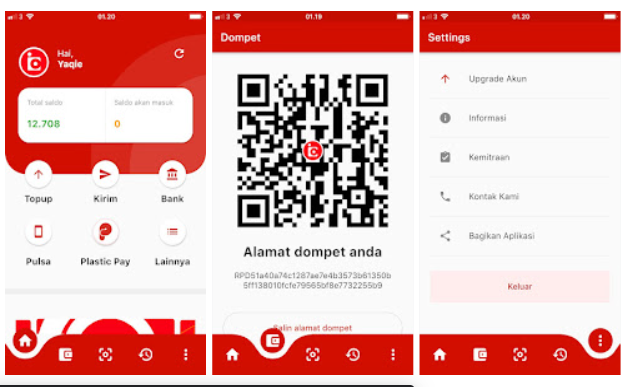 01.20
Hai,
Yaqie
Total saldo
Saldo akan masuk
12.708
0
Topup
Kirim
Bank
Pulsa
Plastic Pay
Lainnya
01.19
Dompet
Alamat dompet anda
RPD51a40a74c1287ae7e4b3573b61350b
5ff138010fcfe79565bf8e7732255b9
Salin alamat dompet
01.20
Settings
Upgrade Akun
Informasi
Kemitraan
Kontak Kami
Bagikan Aplikasi
Keluar